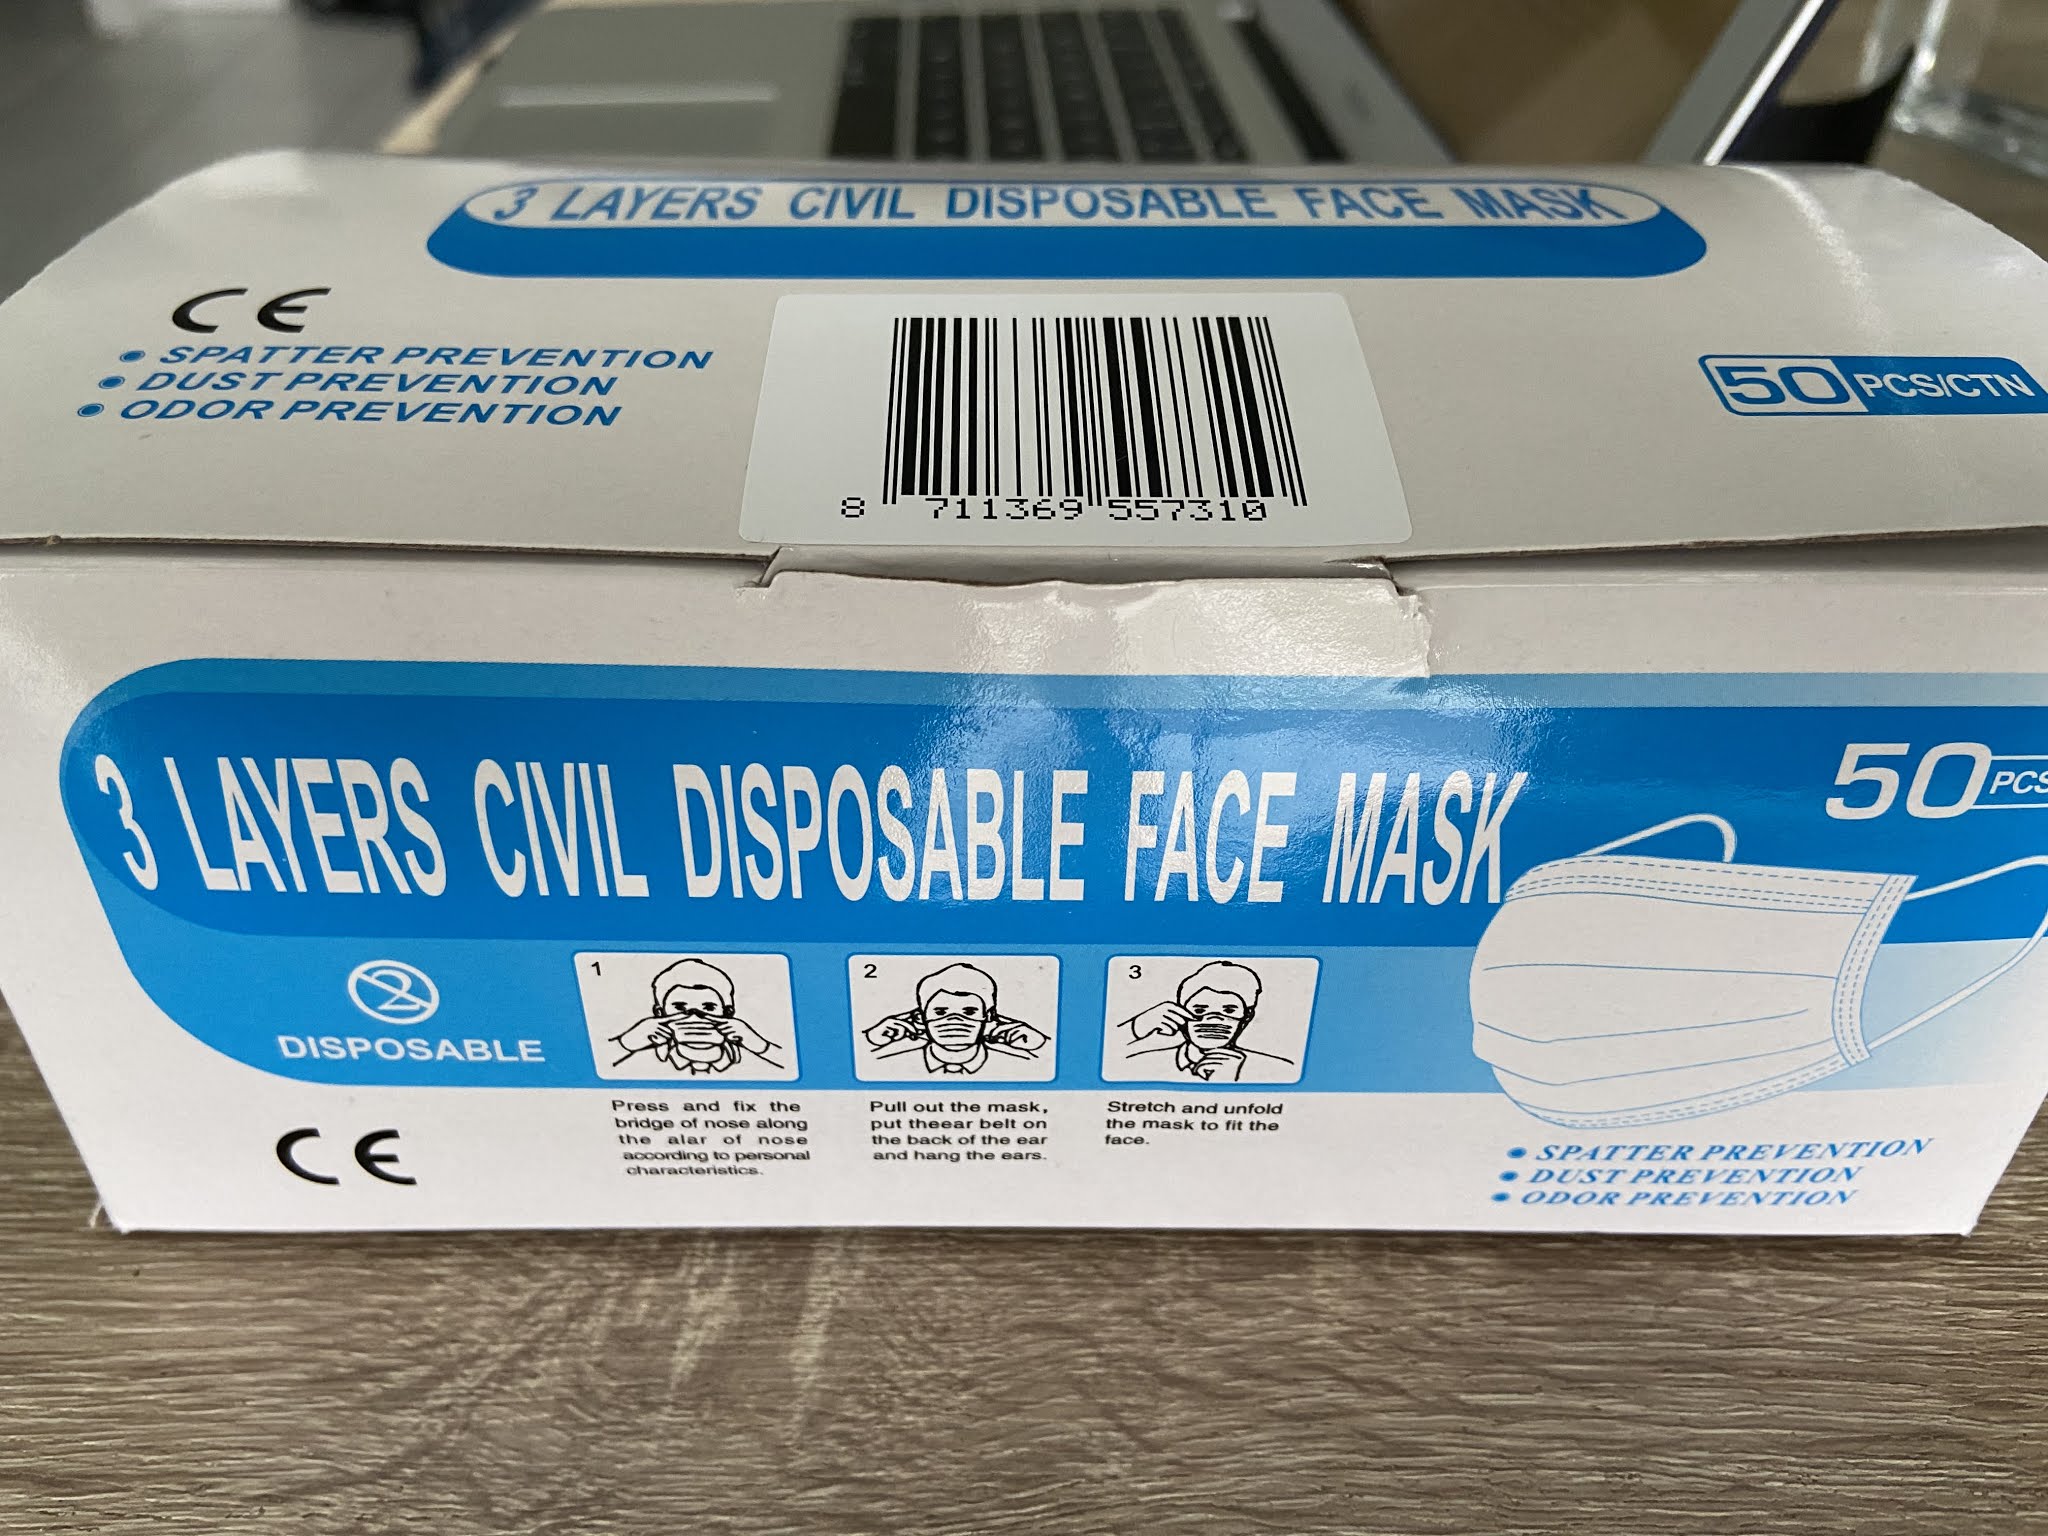 3 LAYERS CIVIL DISPOSABLE FACE MASK
CE
SPATTER PREVENTION
DUST PREVENTION
ODOR PREVENTION
8 711369 557310
50 PCS/CTN
3 LAYERS CIVIL DISPOSABLE FACE MASK
50 PCS
2
DISPOSABLE
CE
1
Press and fix the
bridge of nose along
the alar of nose
according to personal
characteristics.
2
Pull out the mask,
put theear belt on
the back of the ear
and hang the ears.
3
Stretch and unfold
the mask to fit the
face.
SPATTER PREVENTION
DUST PREVENTION
ODOR PREVENTION